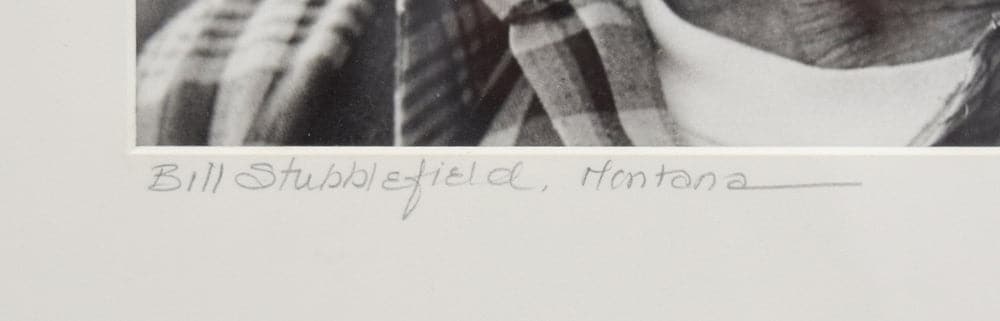 Bill Stubblefield, Montana